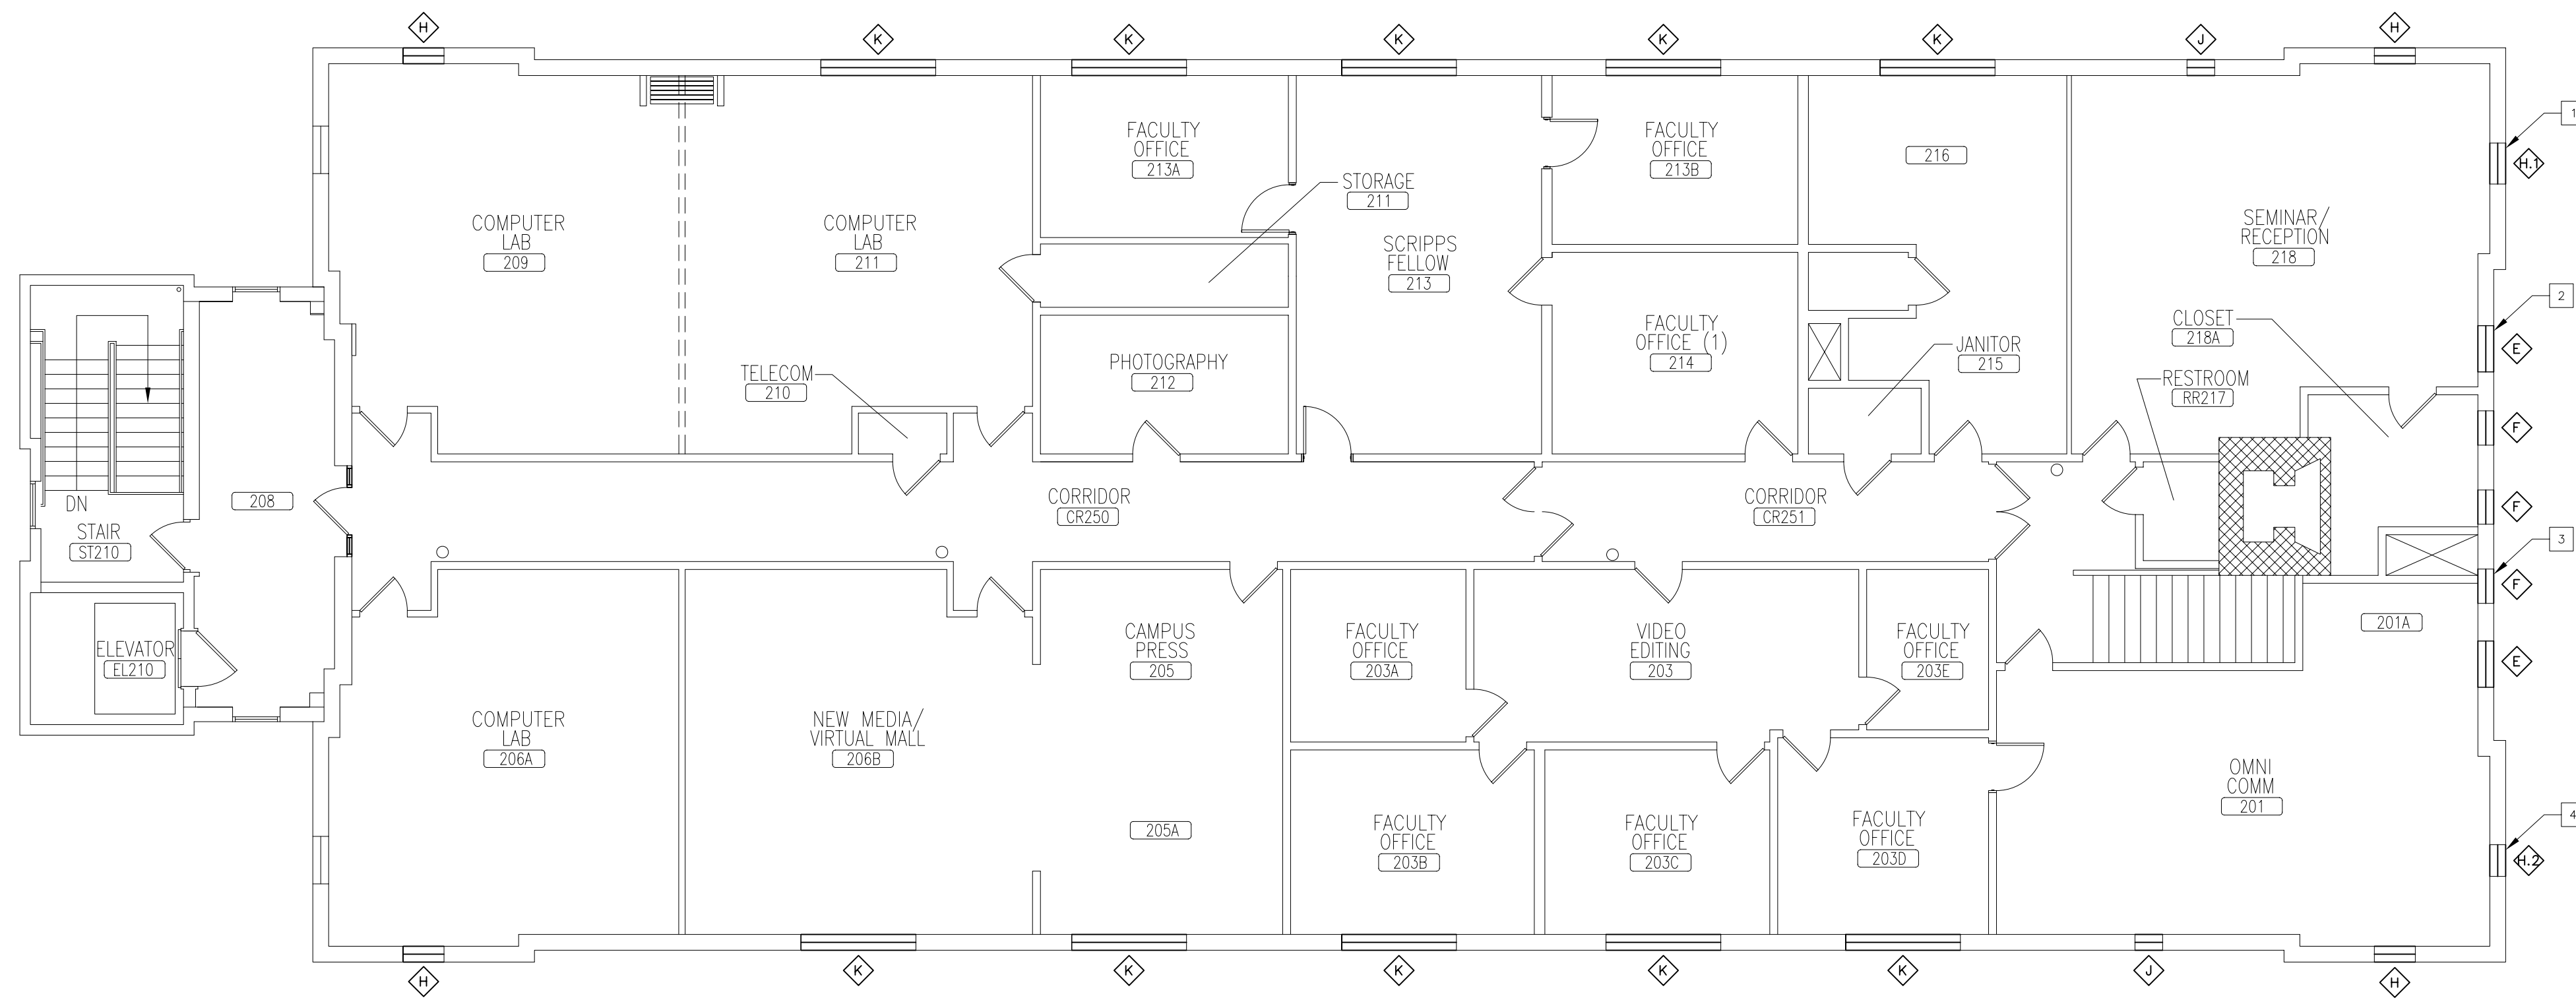 H
K
K
K
K
K
J
H
1
H.1
FACULTY
OFFICE
213A
FACULTY
OFFICE
213B
216
STORAGE
211
COMPUTER
LAB
209
COMPUTER
LAB
211
SCRIPPS
FELLOW
213
SEMINAR/
RECEPTION
218
2
E
CLOSET
218A
FACULTY
OFFICE (1)
214
JANITOR
215
PHOTOGRAPHY
212
TELECOM
210
RESTROOM
RR217
F
F
DN
208
STAIR
ST210
CORRIDOR
CR250
CORRIDOR
CR251
3
F
ELEVATOR
EL210
CAMPUS
PRESS
205
FACULTY
OFFICE
203A
VIDEO
EDITING
203
FACULTY
OFFICE
203E
201A
E
COMPUTER
LAB
206A
NEW MEDIA/
VIRTUAL MALL
206B
OMNI
COMM
201
205A
FACULTY
OFFICE
203B
FACULTY
OFFICE
203C
FACULTY
OFFICE
203D
4
H.2
H
K
K
K
K
K
J
H